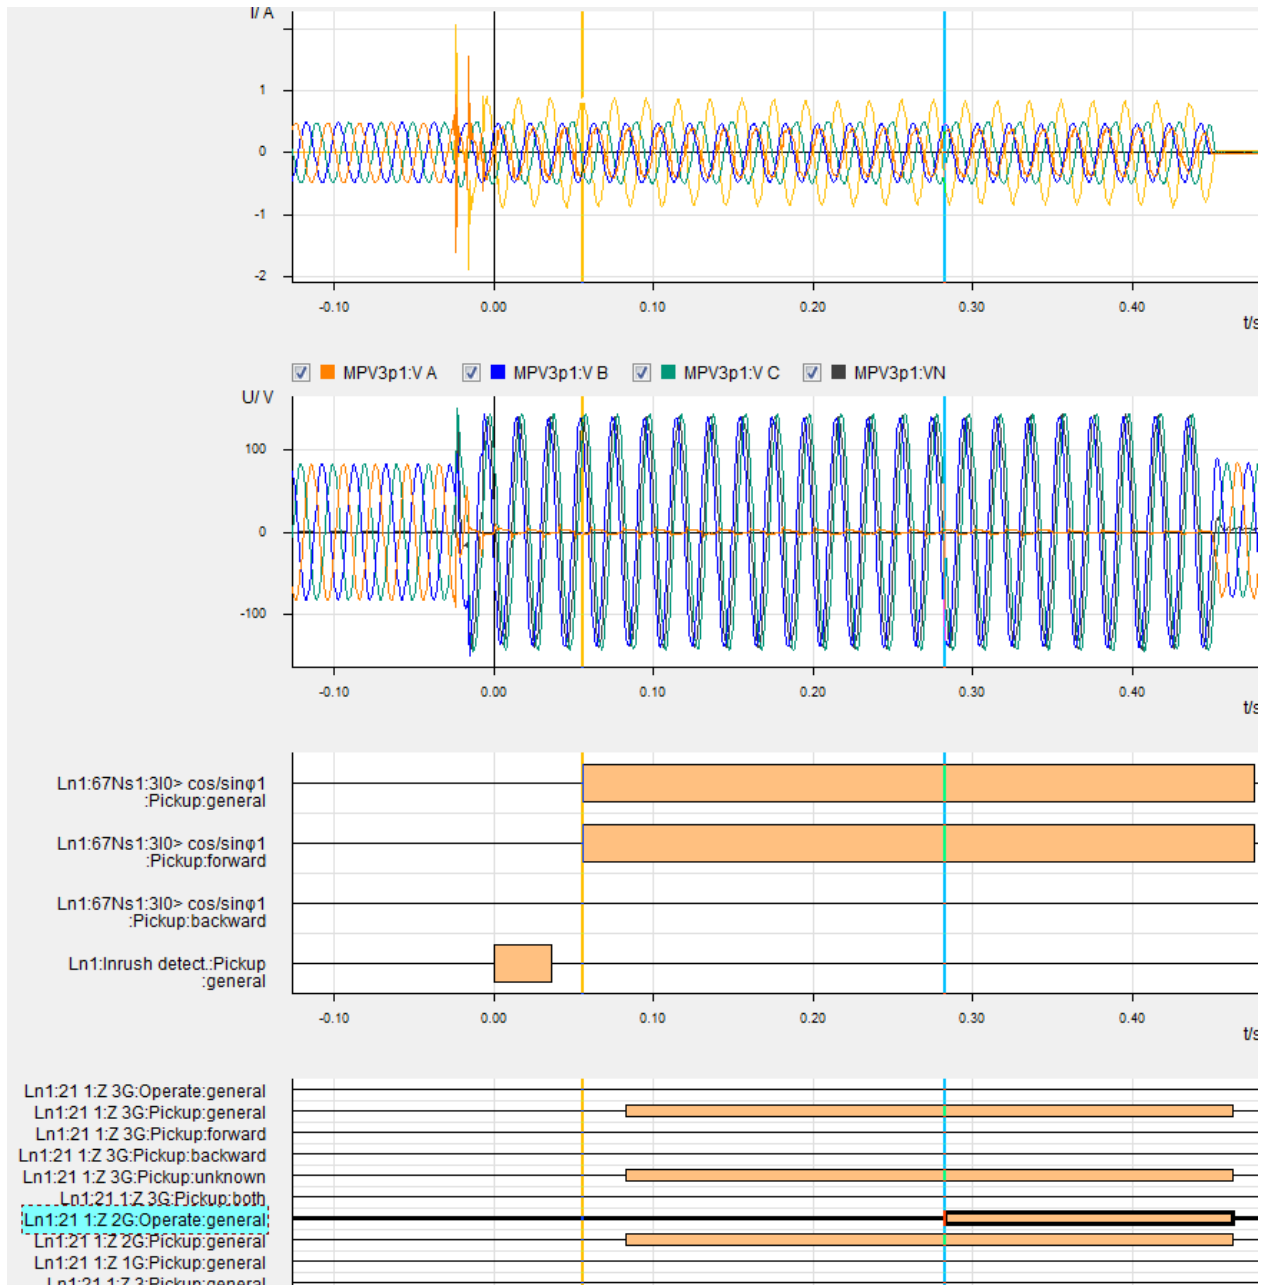 I/ A
1
0
-1
-2
-0.10 0.00 0.10 0.20 0.30 0.40
t/s
MPV3p1:V A MPV3p1:V B MPV3p1:V C MPV3p1:VN
U/ V
100
0
-100
-0.10 0.00 0.10 0.20 0.30 0.40
t/s
Ln1:67Ns1:3I0> cos/sinφ1
:Pickup:general
Ln1:67Ns1:3I0> cos/sinφ1
:Pickup:forward
Ln1:67Ns1:3I0> cos/sinφ1
:Pickup:backward
Ln1:Inrush detect.:Pickup
:general
-0.10 0.00 0.10 0.20 0.30 0.40
t/s
Ln1:21 1:Z 3G:Operate:general
Ln1:21 1:Z 3G:Pickup:general
Ln1:21 1:Z 3G:Pickup:forward
Ln1:21 1:Z 3G:Pickup:backward
Ln1:21 1:Z 3G:Pickup:unknown
Ln1:21 1:Z 3G:Pickup:both
Ln1:21 1:Z 2G:Operate:general
Ln1:21 1:Z 2G:Pickup:general
Ln1:21 1:Z 1G:Pickup:general
Ln1:21 1:Z 3:Pickup:general